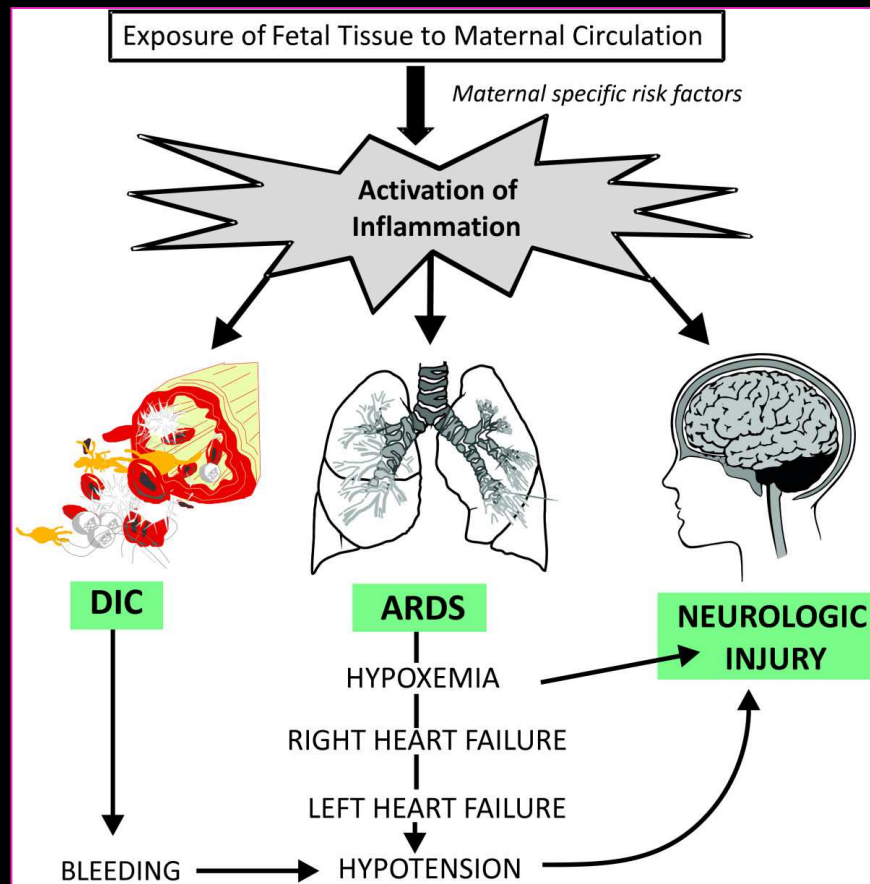 Exposure of Fetal Tissue to Maternal Circulation
Maternal specific risk factors
Activation of
Inflammation
DIC
ARDS
NEUROLOGIC
INJURY
HYPOXEMIA
RIGHT HEART FAILURE
LEFT HEART FAILURE
BLEEDING
HYPOTENSION